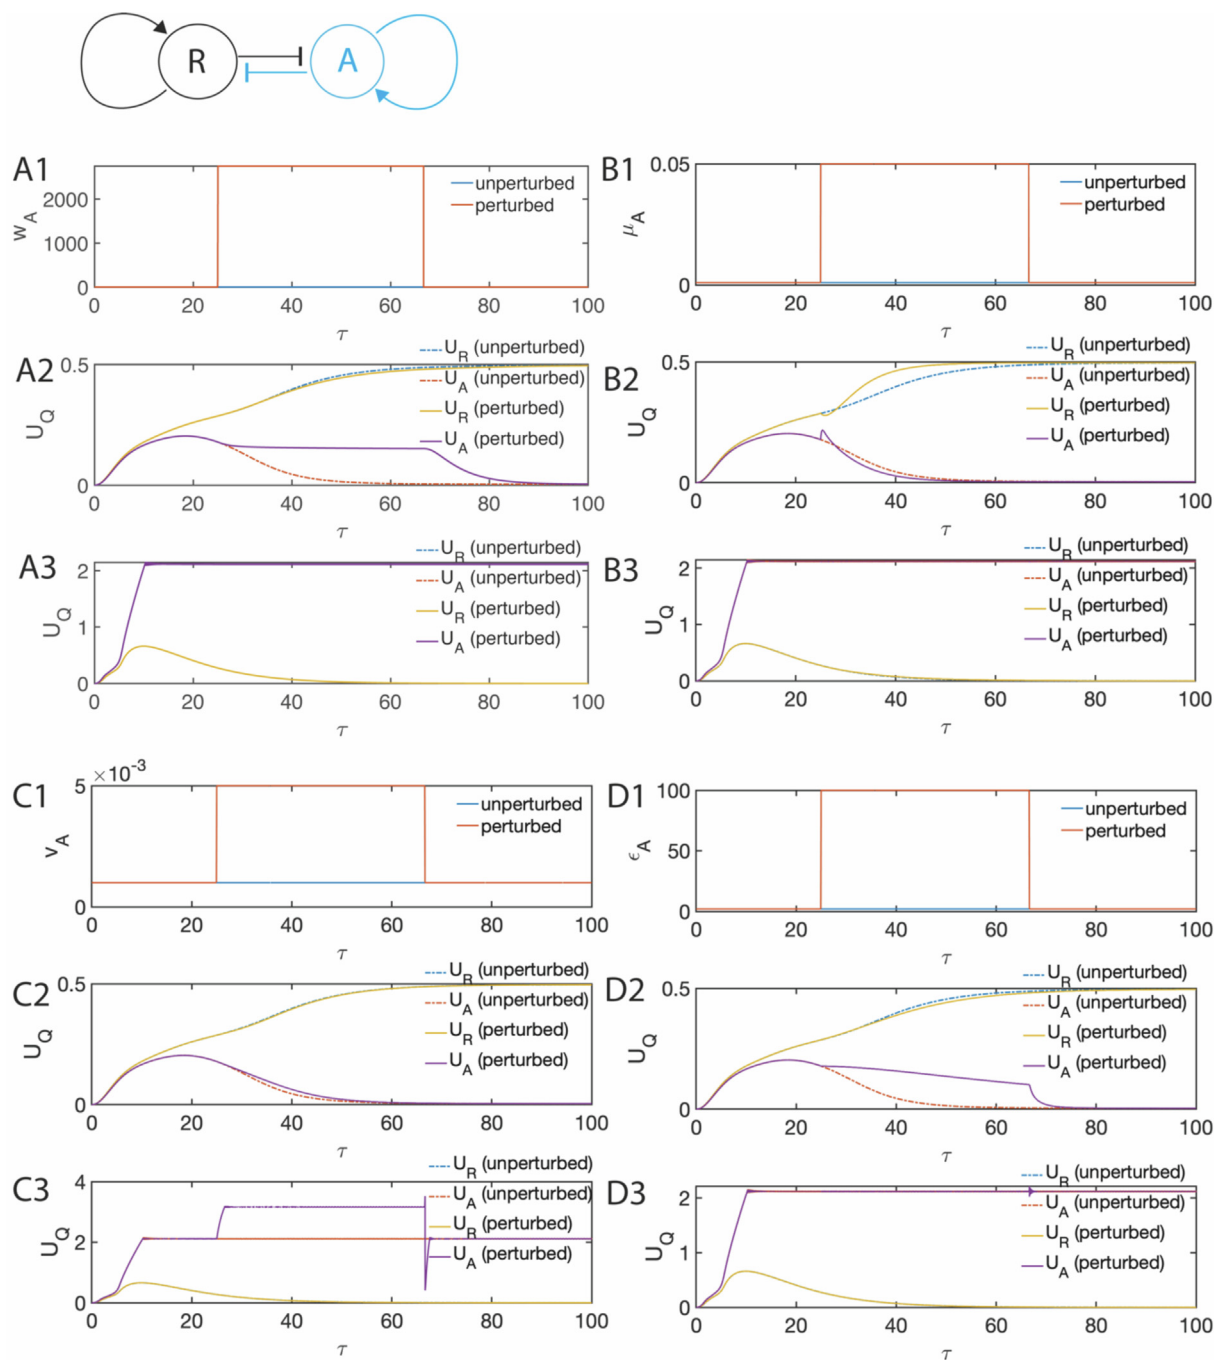 R A
A1
w_A
2000
1000
0
unperturbed
perturbed
0 20 40 60 80 100
τ
B1
μ_A
0.05
0
unperturbed
perturbed
0 20 40 60 80 100
τ
A2
U_Q
0.5
0
U_R (unperturbed)
U_A (unperturbed)
U_R (perturbed)
U_A (perturbed)
0 20 40 60 80 100
τ
B2
U_Q
0.5
0
U_R (unperturbed)
U_A (unperturbed)
U_R (perturbed)
U_A (perturbed)
0 20 40 60 80 100
τ
A3
U_Q
2
1
0
U_R (unperturbed)
U_A (unperturbed)
U_R (perturbed)
U_A (perturbed)
0 20 40 60 80 100
τ
B3
U_Q
2
1
0
U_R (unperturbed)
U_A (unperturbed)
U_R (perturbed)
U_A (perturbed)
0 20 40 60 80 100
τ
C1
v_A
×10⁻³
5
0
unperturbed
perturbed
0 20 40 60 80 100
τ
D1
ϵ_A
100
50
0
unperturbed
perturbed
0 20 40 60 80 100
τ
C2
U_Q
0.5
0
U_R (unperturbed)
U_A (unperturbed)
U_R (perturbed)
U_A (perturbed)
0 20 40 60 80 100
τ
D2
U_Q
0.5
0
U_R (unperturbed)
U_A (unperturbed)
U_R (perturbed)
U_A (perturbed)
0 20 40 60 80 100
τ
C3
U_Q
4
2
0
U_R (unperturbed)
U_A (unperturbed)
U_R (perturbed)
U_A (perturbed)
0 20 40 60 80 100
τ
D3
U_Q
2
1
0
U_R (unperturbed)
U_A (unperturbed)
U_R (perturbed)
U_A (perturbed)
0 20 40 60 80 100
τ